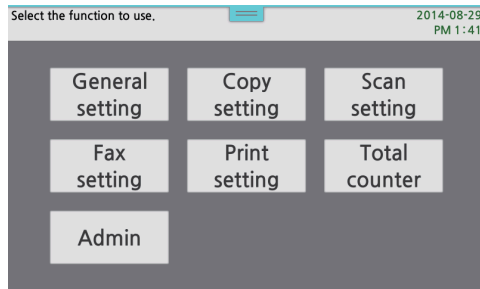 Select the function to use.
2014-08-29
PM 1:41
General
setting
Copy
setting
Scan
setting
Fax
setting
Print
setting
Total
counter
Admin